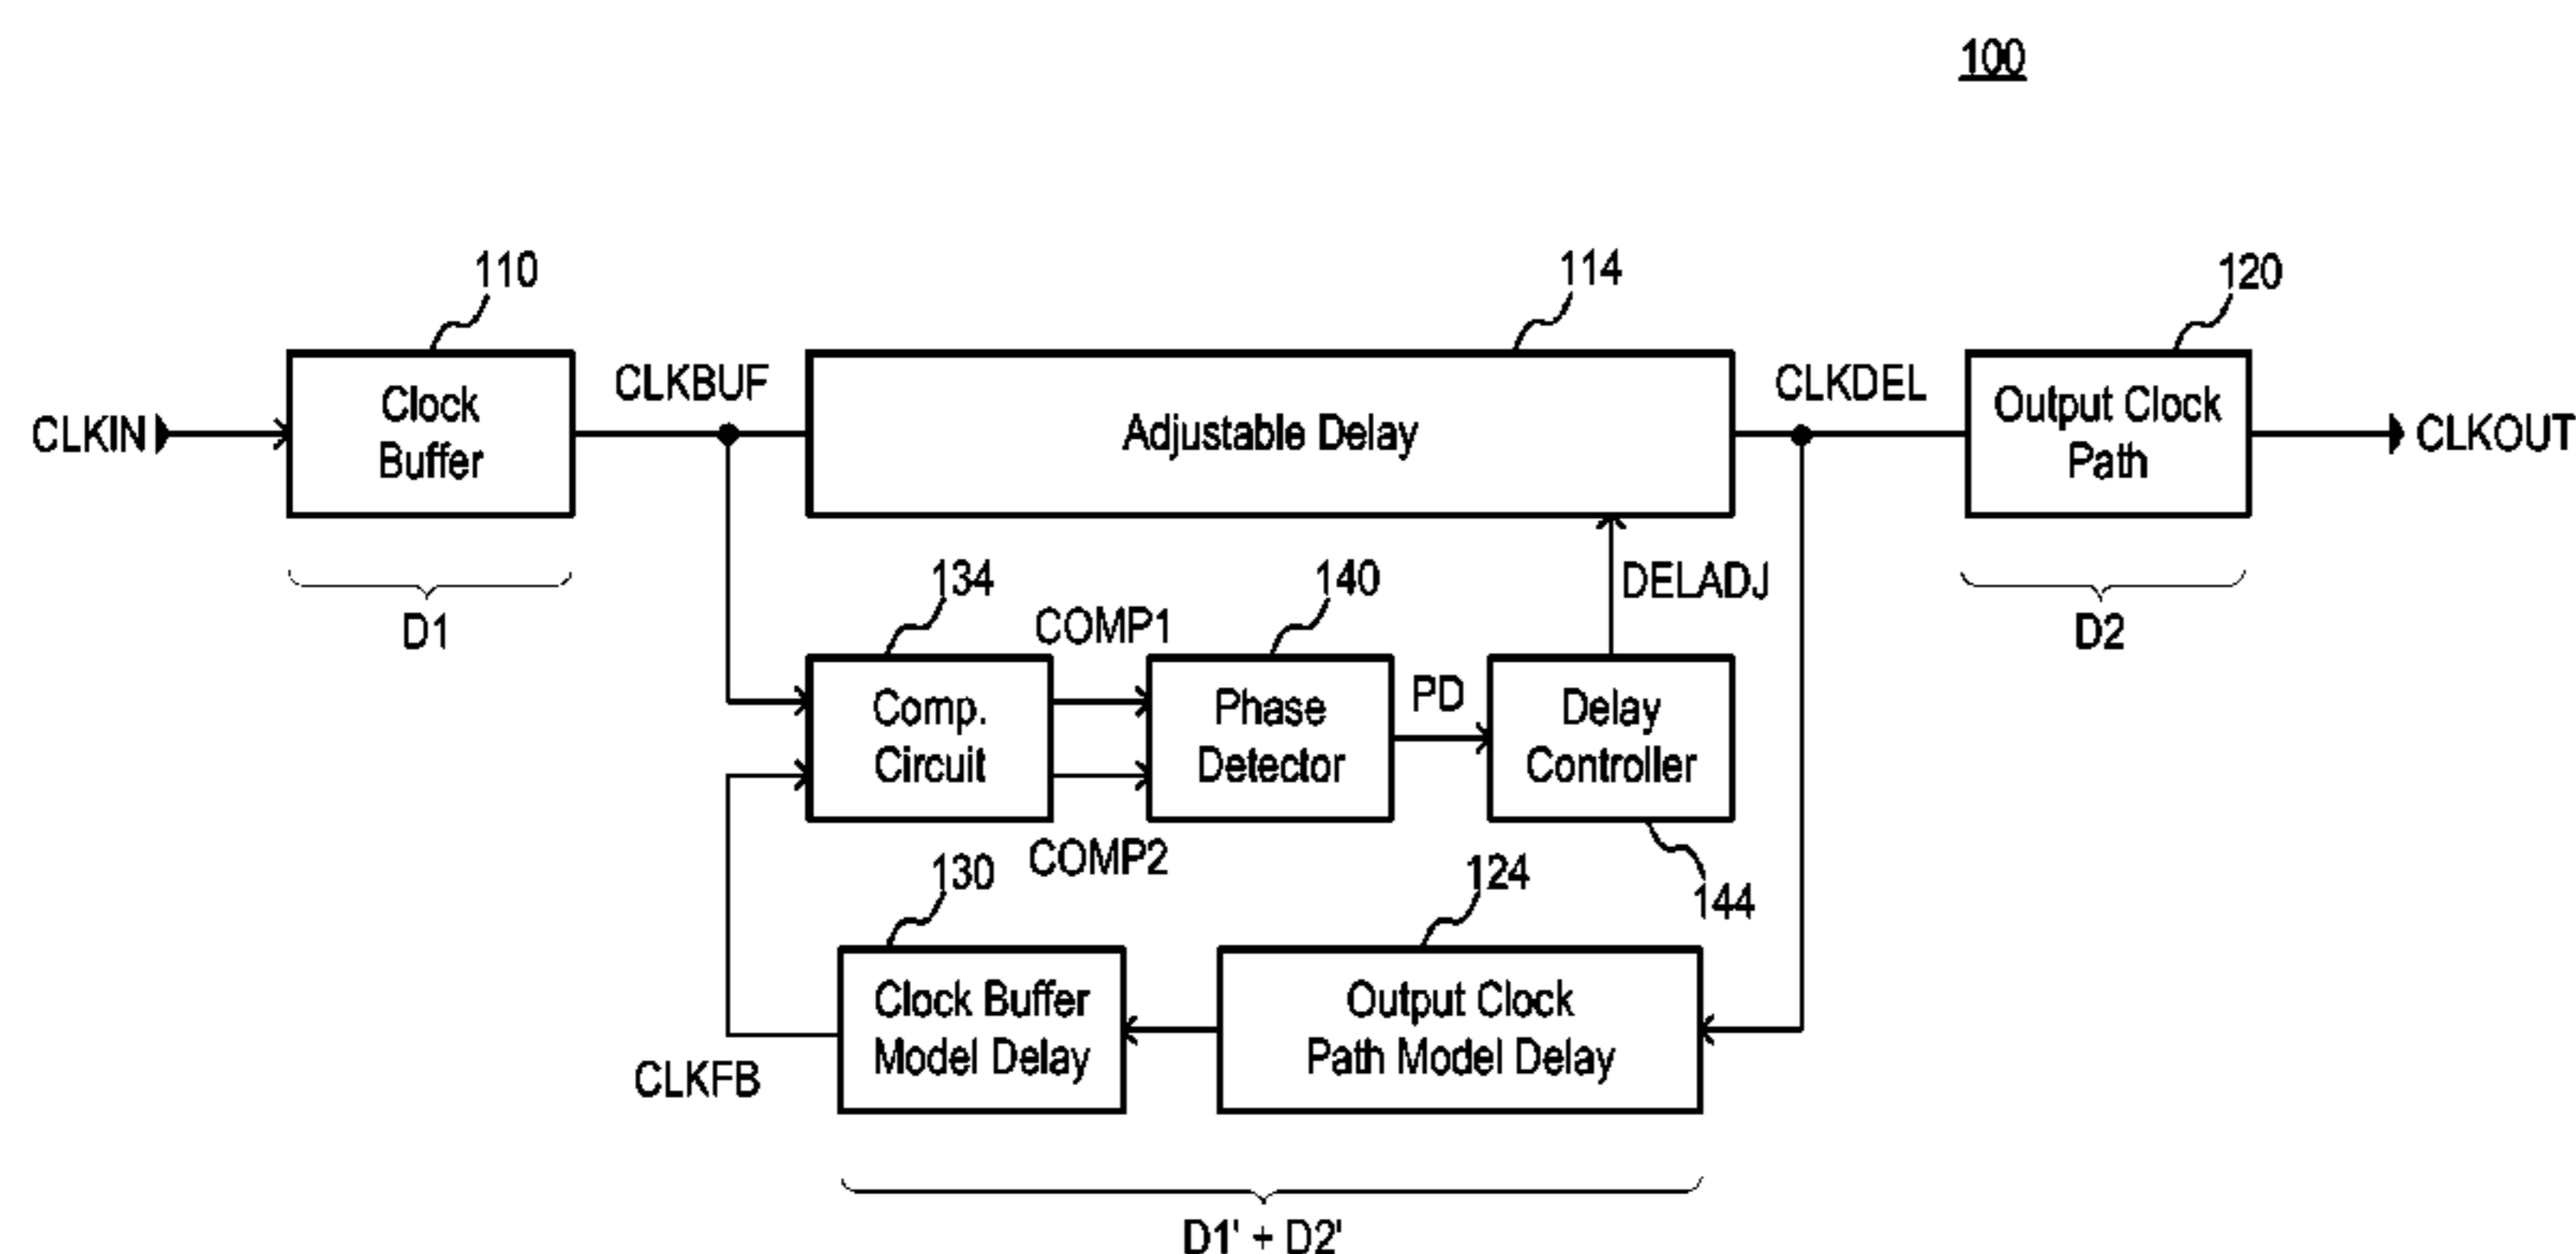 100
110
114
120
CLKIN
Clock
Buffer
CLKBUF
Adjustable Delay
CLKDEL
Output Clock
Path
CLKOUT
D1
134
COMP1
140
DELADJ
D2
Comp.
Circuit
Phase
Detector
PD
Delay
Controller
COMP2
130
124
144
Clock Buffer
Model Delay
Output Clock
Path Model Delay
CLKFB
D1' + D2'